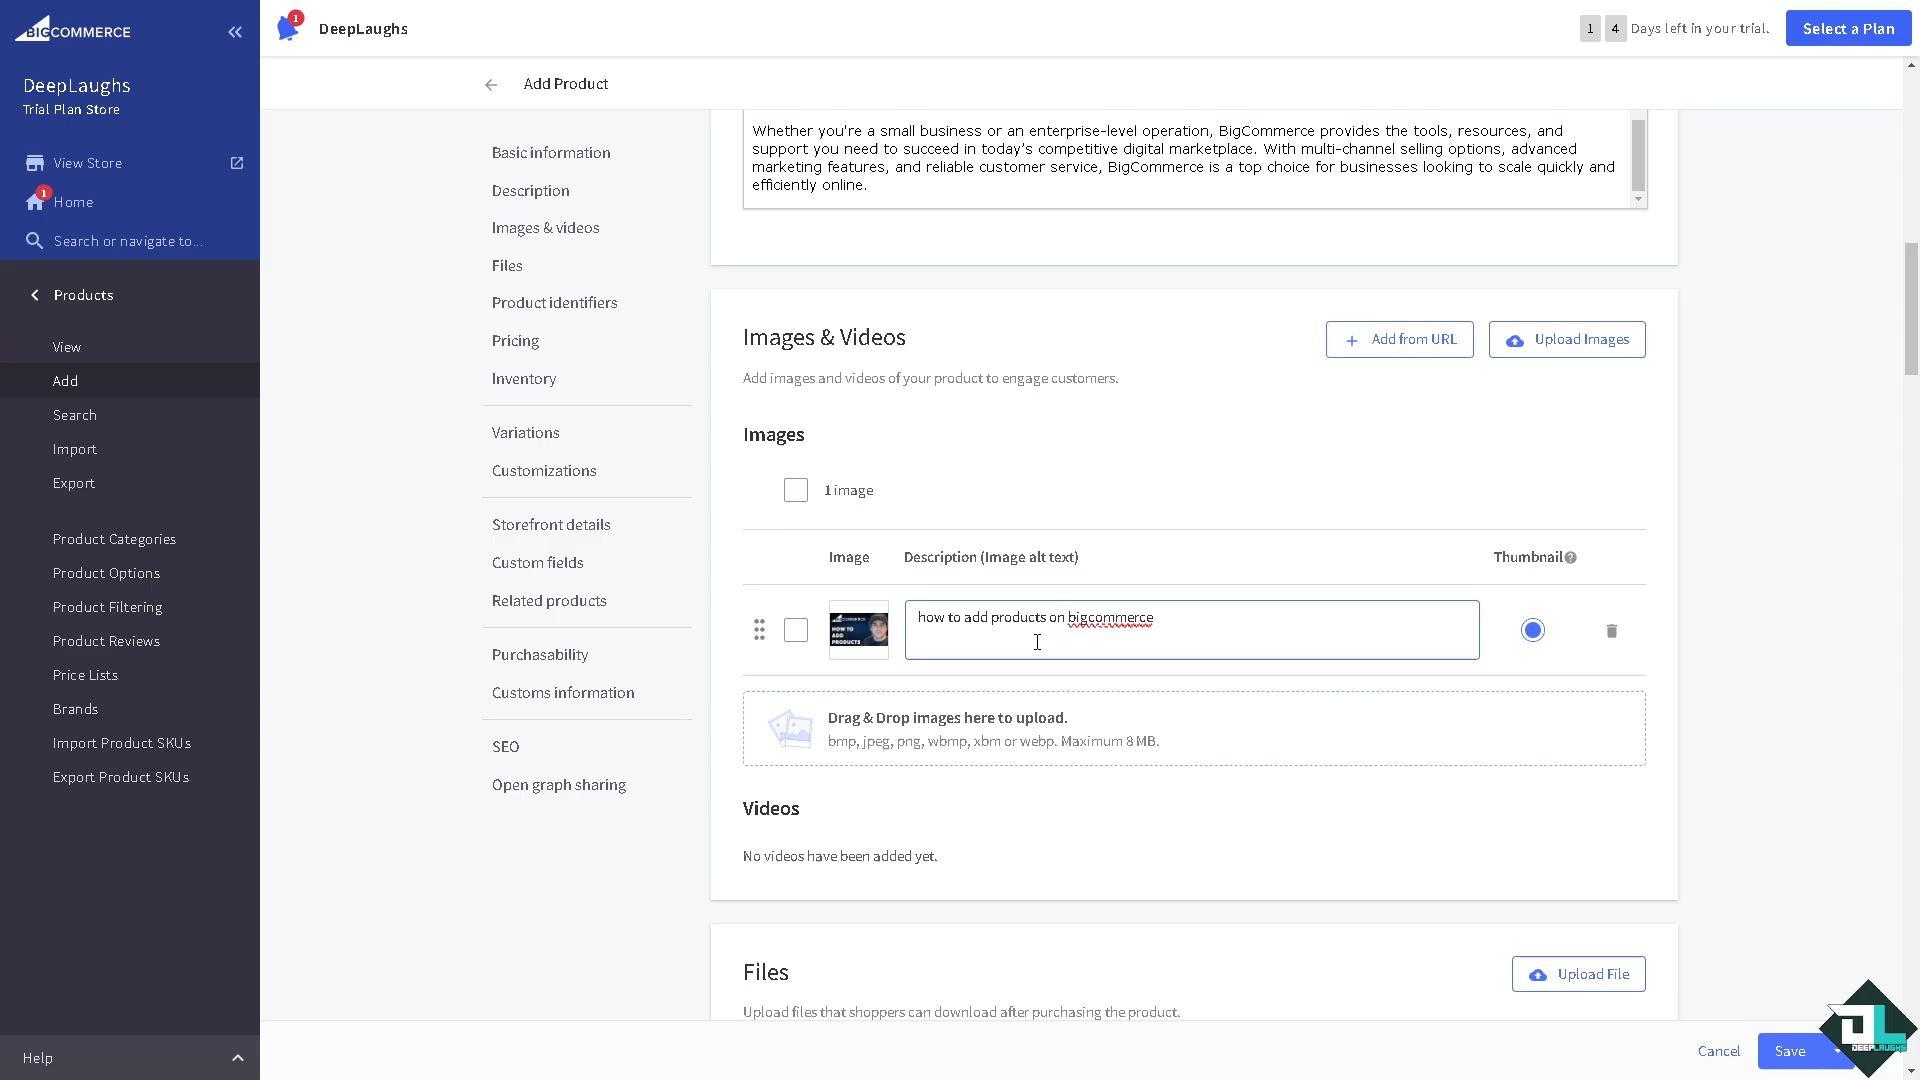 BIGCOMMERCE
1
DeepLaughs
1 4 Days left in your trial.
Select a Plan
DeepLaughs
Trial Plan Store
View Store
1
Home
Search or navigate to...
Products
View
Add
Search
Import
Export
Product Categories
Product Options
Product Filtering
Product Reviews
Price Lists
Brands
Import Product SKUs
Export Product SKUs
Help
Add Product
Basic information
Description
Images & videos
Files
Product identifiers
Pricing
Inventory
Variations
Customizations
Storefront details
Custom fields
Related products
Purchasability
Customs information
SEO
Open graph sharing
Whether you're a small business or an enterprise-level operation, BigCommerce provides the tools, resources, and
support you need to succeed in today's competitive digital marketplace. With multi-channel selling options, advanced
marketing features, and reliable customer service, BigCommerce is a top choice for businesses looking to scale quickly and
efficiently online.
Images & Videos
+ Add from URL
Upload Images
Add images and videos of your product to engage customers.
Images
1 image
Image
Description (Image alt text)
Thumbnail
?
HOW TO
ADD
PRODUCTS
how to add products on bigcommerce
Drag & Drop images here to upload.
bmp, jpeg, png, wbmp, xbm or webp. Maximum 8 MB.
Videos
No videos have been added yet.
Files
Upload File
Upload files that shoppers can download after purchasing the product.
Cancel
Save
DL
DEEPLAUGHS